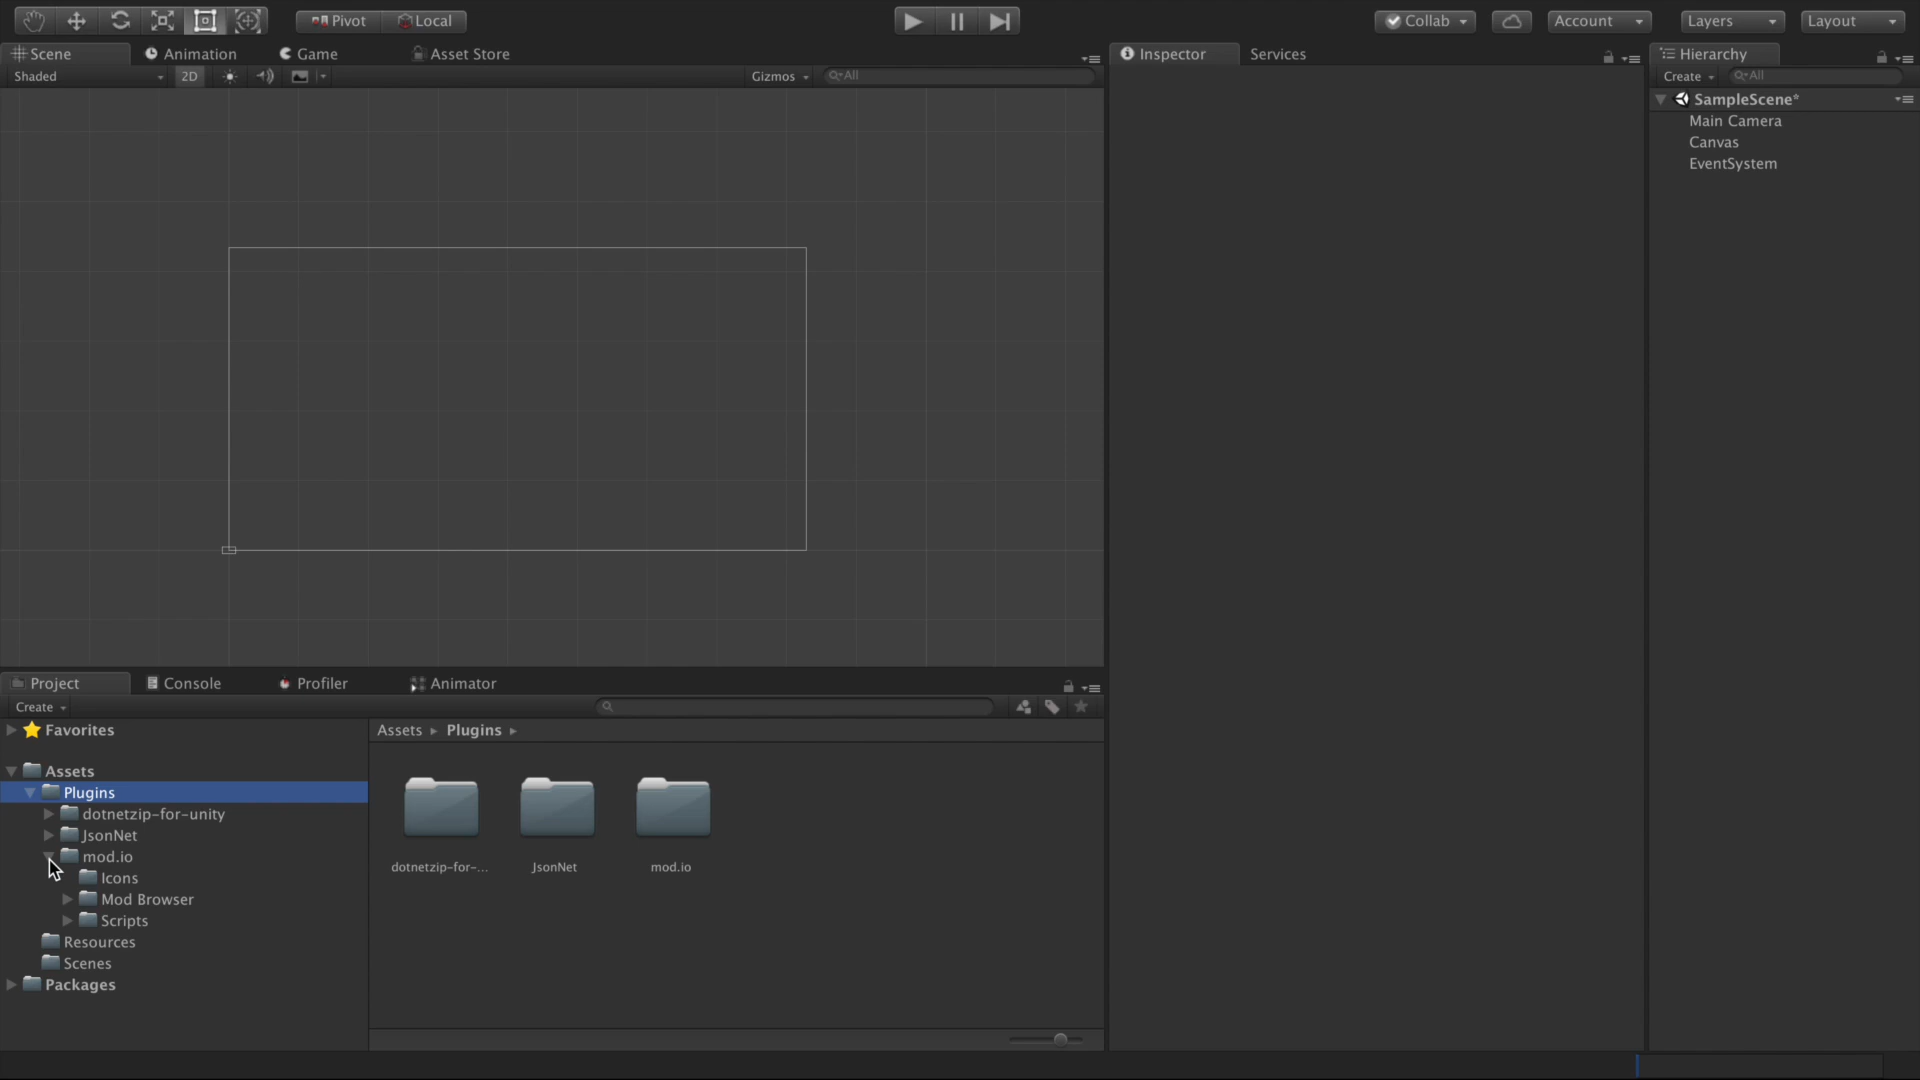 Pivot Local Collab Account Layers Layout
Scene Animation Game Asset Store Inspector Services Hierarchy
Shaded 2D Gizmos All Create All
SampleScene*
Main Camera
Canvas
EventSystem
Project Console Profiler Animator
Create
Favorites Assets Plugins
Assets
Plugins
dotnetzip-for-unity
JsonNet
mod.io
Icons
Mod Browser
Scripts
Resources
Scenes
Packages
dotnetzip-for-... JsonNet mod.io